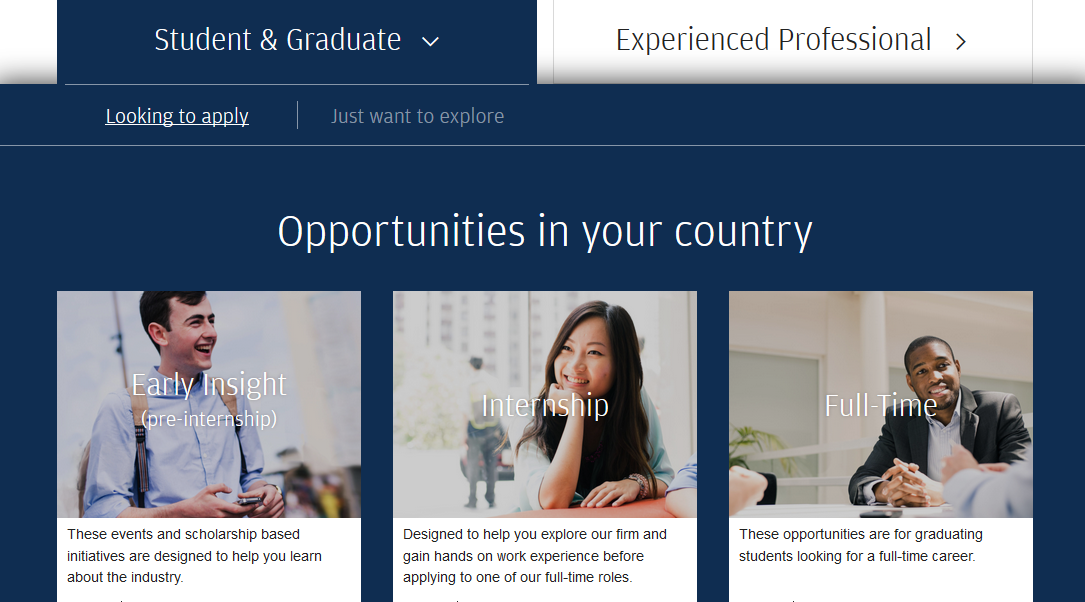 Student & Graduate
Experienced Professional
Looking to apply
Just want to explore
Opportunities in your country
Early Insight
(pre-internship)
Internship
Full-Time
These events and scholarship based
initiatives are designed to help you learn
about the industry.
Designed to help you explore our firm and
gain hands on work experience before
applying to one of our full-time roles.
These opportunities are for graduating
students looking for a full-time career.